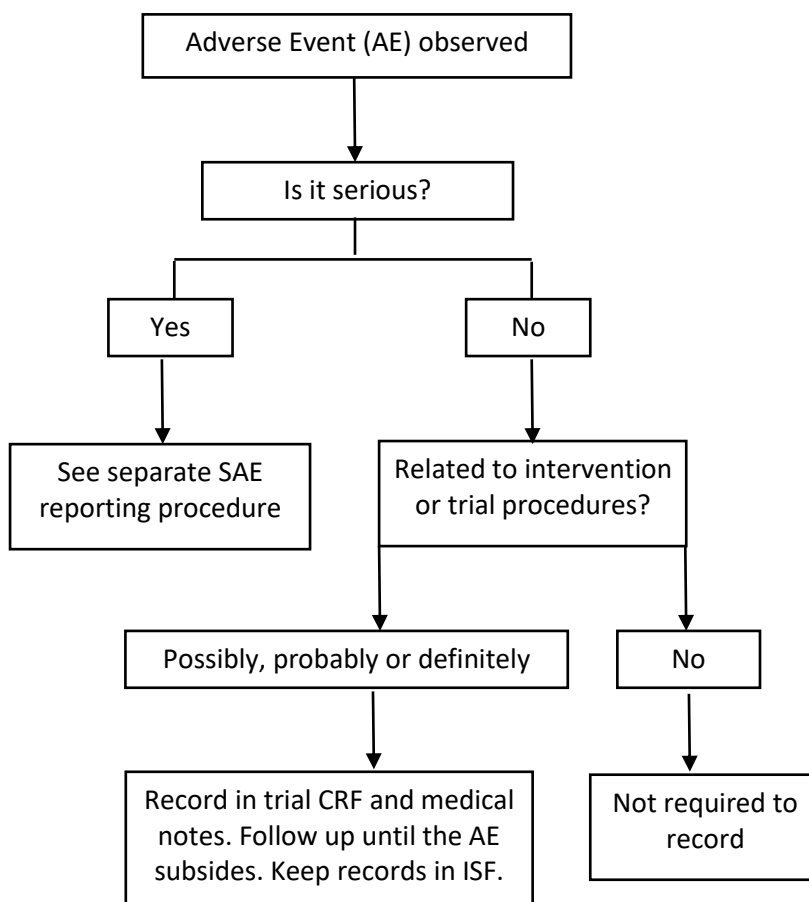 Adverse Event (AE) observed
Is it serious?
Yes
No
See separate SAE
reporting procedure
Related to intervention
or trial procedures?
Possibly, probably or definitely
No
Record in trial CRF and medical
notes. Follow up until the AE
subsides. Keep records in ISF.
Not required to
record